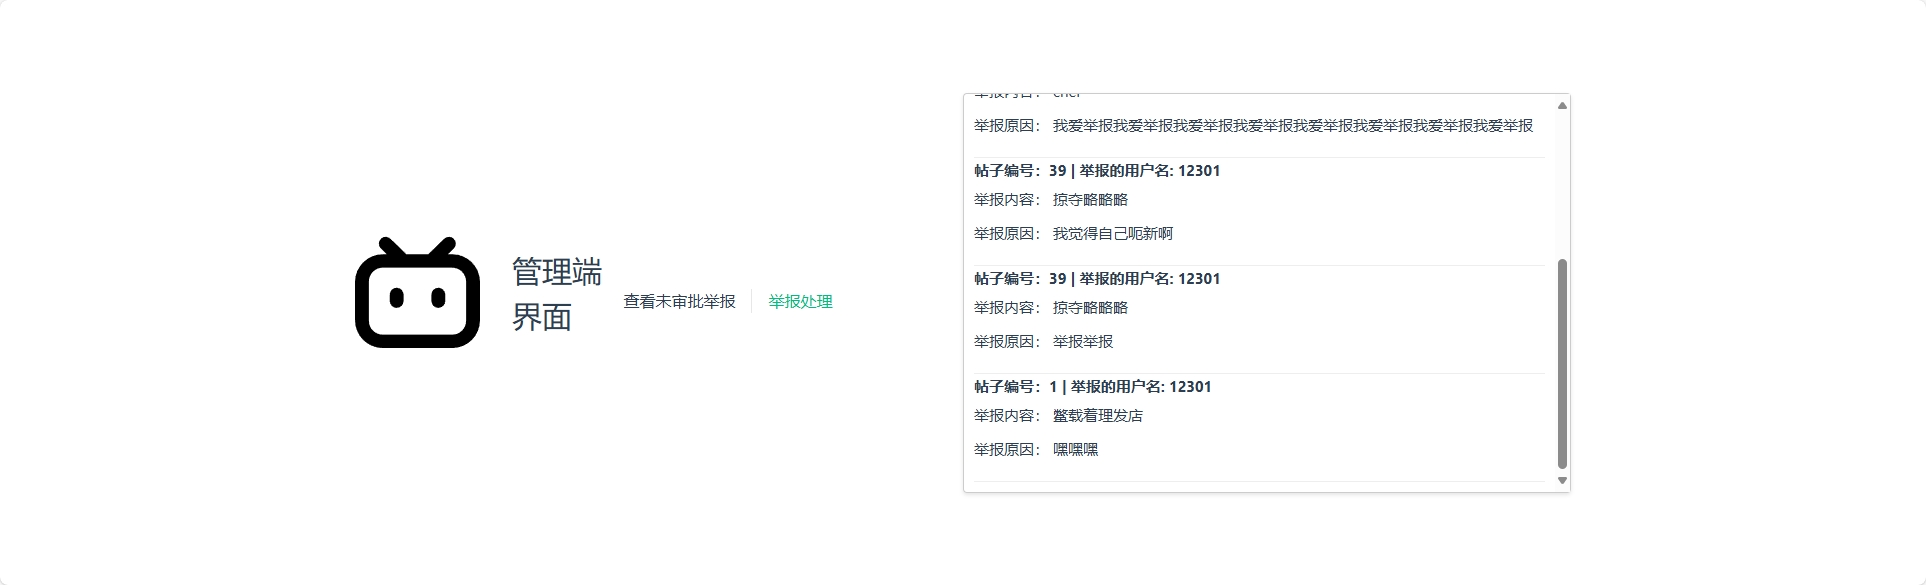 管理端
界面
查看未审批举报
举报处理
举报原因： 我爱举报我爱举报我爱举报我爱举报我爱举报我爱举报我爱举报我爱举报
帖子编号：39 | 举报的用户名: 12301
举报内容： 掠夺略略略
举报原因： 我觉得自己呃新啊
帖子编号：39 | 举报的用户名: 12301
举报内容： 掠夺略略略
举报原因： 举报举报
帖子编号：1 | 举报的用户名: 12301
举报内容： 鳖载着理发店
举报原因： 嘿嘿嘿